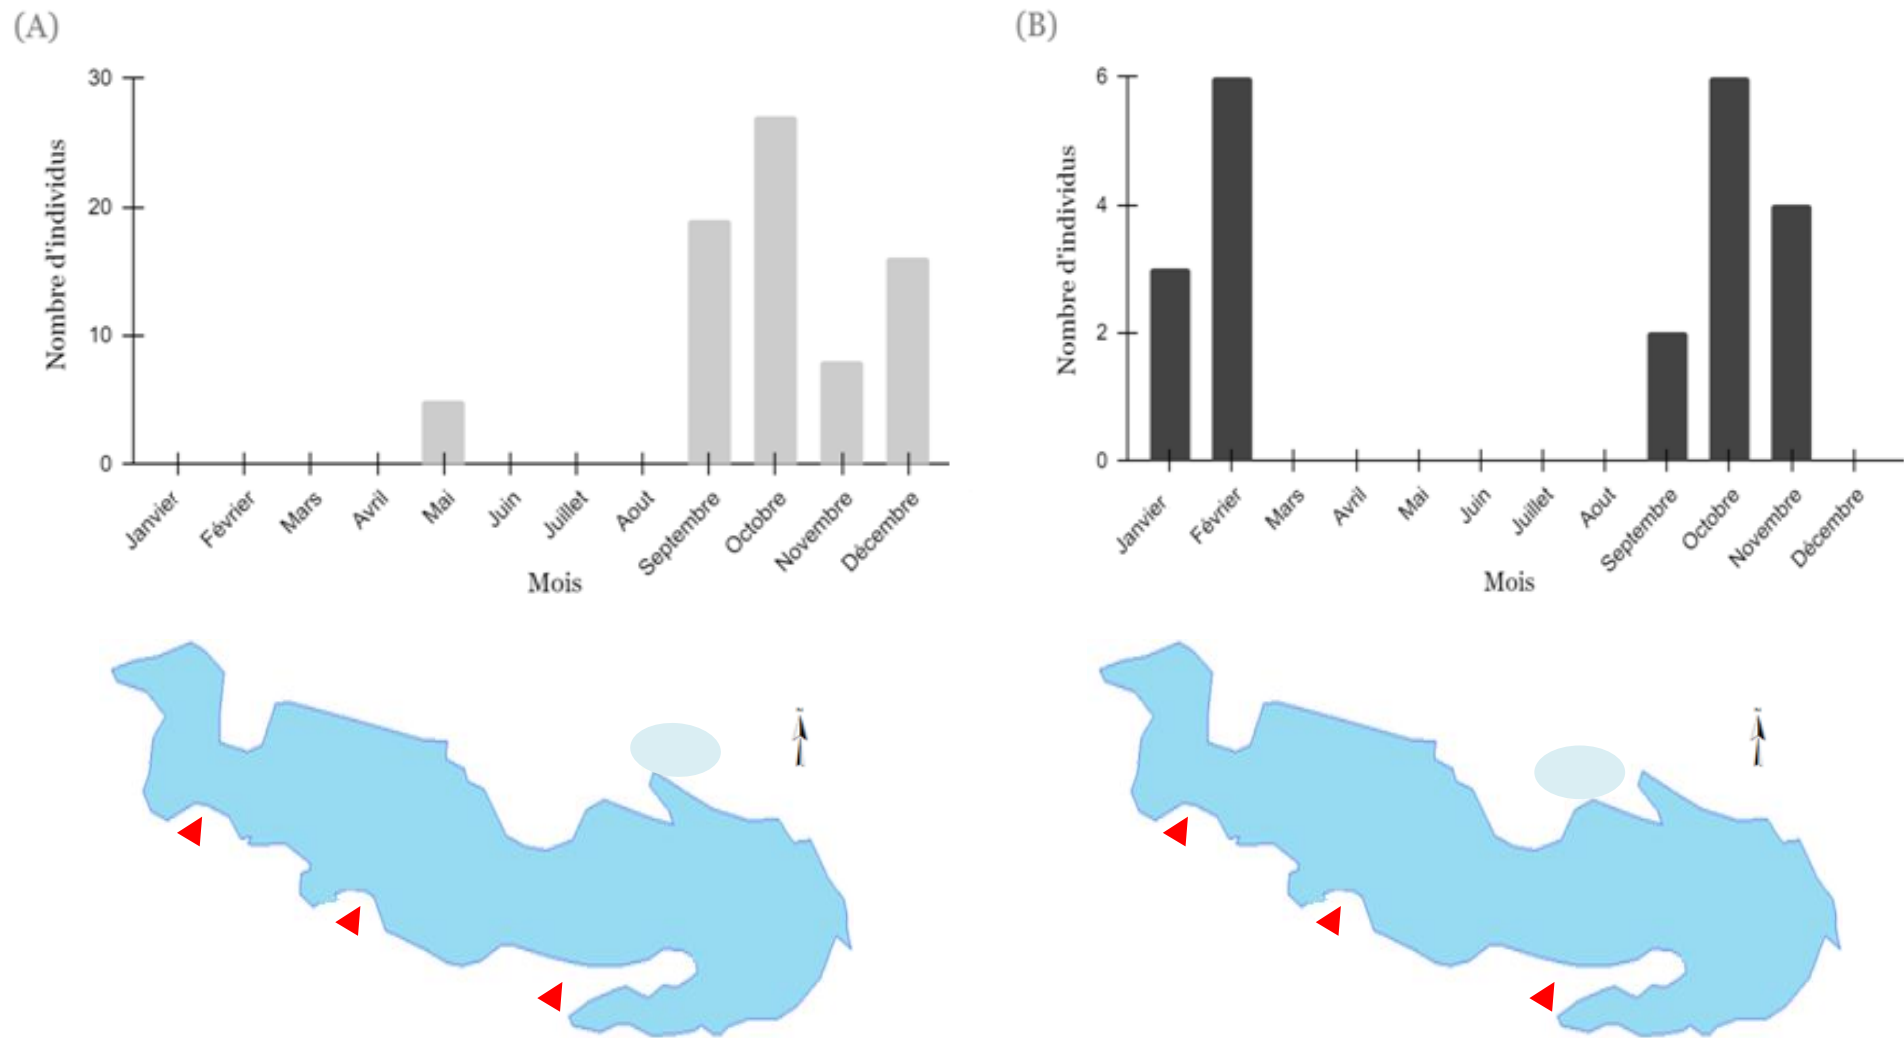 (A)
30
20
10
0
Nombre d'individus
Janvier
Février
Mars
Avril
Mai
Juin
Juillet
Aout
Septembre
Octobre
Novembre
Décembre
Mois
(B)
6
4
2
0
Nombre d'individus
Janvier
Février
Mars
Avril
Mai
Juin
Juillet
Aout
Septembre
Octobre
Novembre
Décembre
Mois